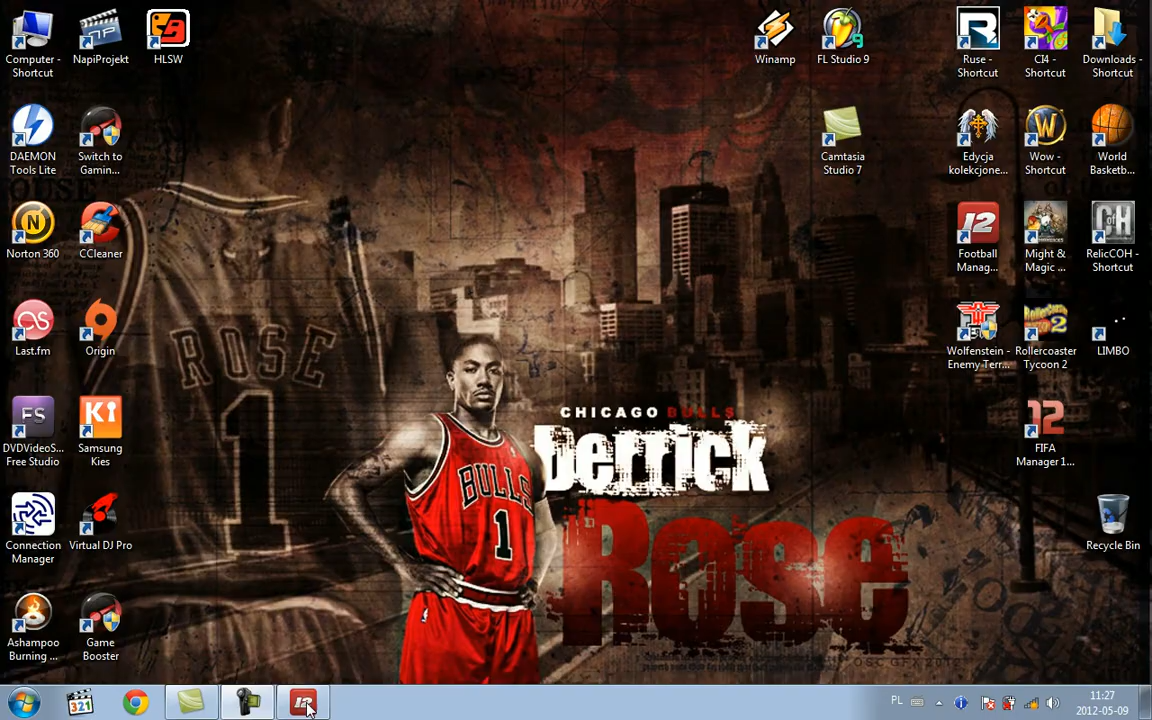 Computer -
Shortcut
NapiProjekt
HLSW
Winamp
FL Studio 9
Ruse -
Shortcut
CI4 -
Shortcut
Downloads -
Shortcut
DAEMON
Tools Lite
Switch to
Gamin...
Camtasia
Studio 7
Edycja
kolekcjone...
Wow -
Shortcut
World
Basketb...
Norton 360
CCleaner
Football
Manag...
Might &
Magic ...
RelicCOH -
Shortcut
Last.fm
Origin
Wolfenstein -
Enemy-Terr...
Rollercoaster
Tycoon 2
LIMBO
ROSE
1
DVDVideoS...
Free Studio
Samsung
Kies
FIFA
Manager 1...
CHICAGO BULLS
Derrick
Rose
BULLS
1
Connection
Manager
Virtual DJ Pro
Recycle Bin
Ashampoo
Burning ...
Game
Booster
OSCGFX2012
PL
11:27
2012-05-09